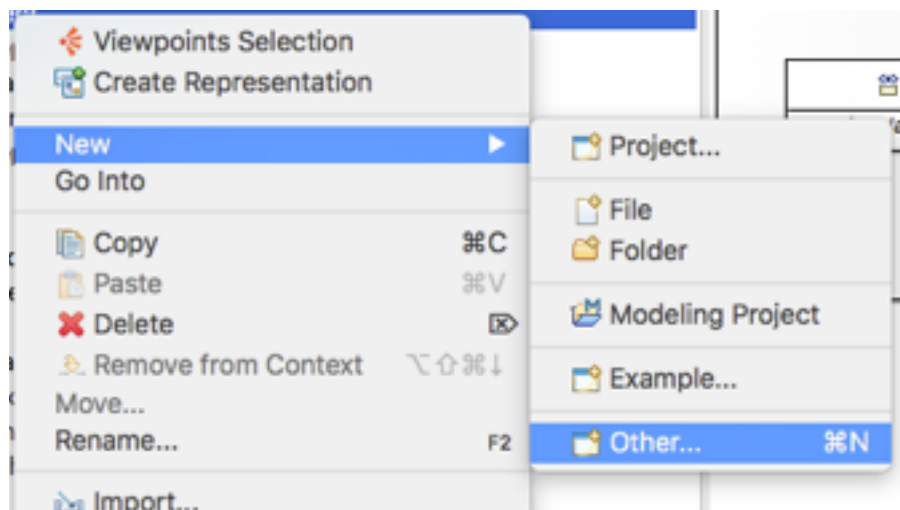 Viewpoints Selection
Create Representation
New
Go Into
Copy ⌘C
Paste ⌘V
Delete ⌦
Remove from Context ⌥⇧⌘↓
Move...
Rename... F2
Import...
Project...
File
Folder
Modeling Project
Example...
Other... ⌘N